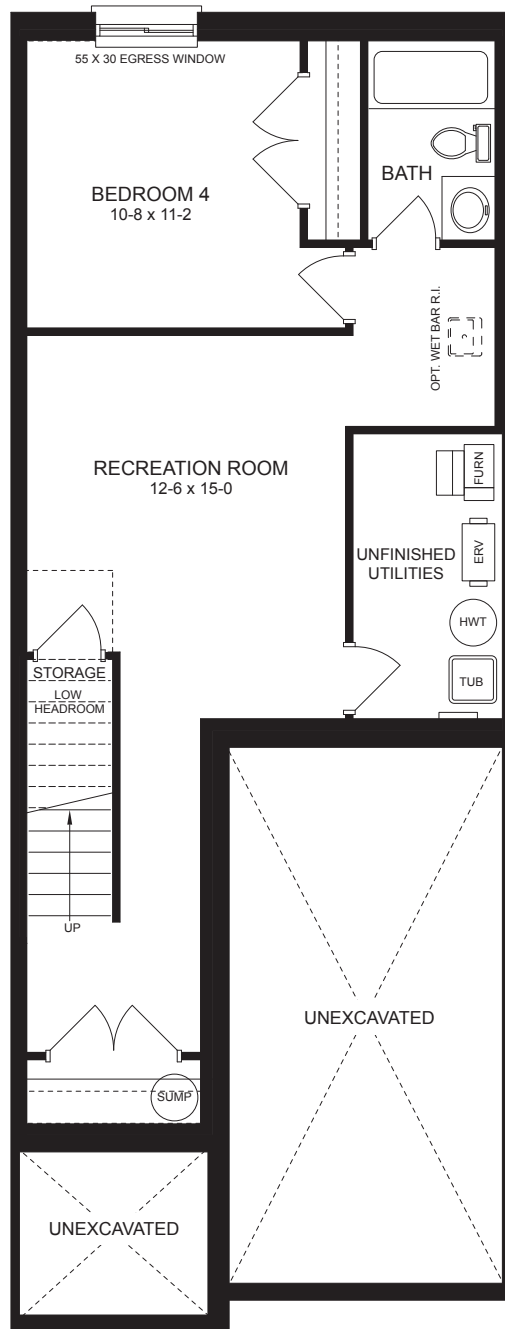 55 X 30 EGRESS WINDOW
BATH
BEDROOM 4
10-8 x 11-2
OPT. WET BAR R.I.
RECREATION ROOM
12-6 x 15-0
FURN
UNFINISHED
UTILITIES
ERV
HWT
STORAGE
LOW
HEADROOM
TUB
UP
UNEXCAVATED
SUMP
UNEXCAVATED